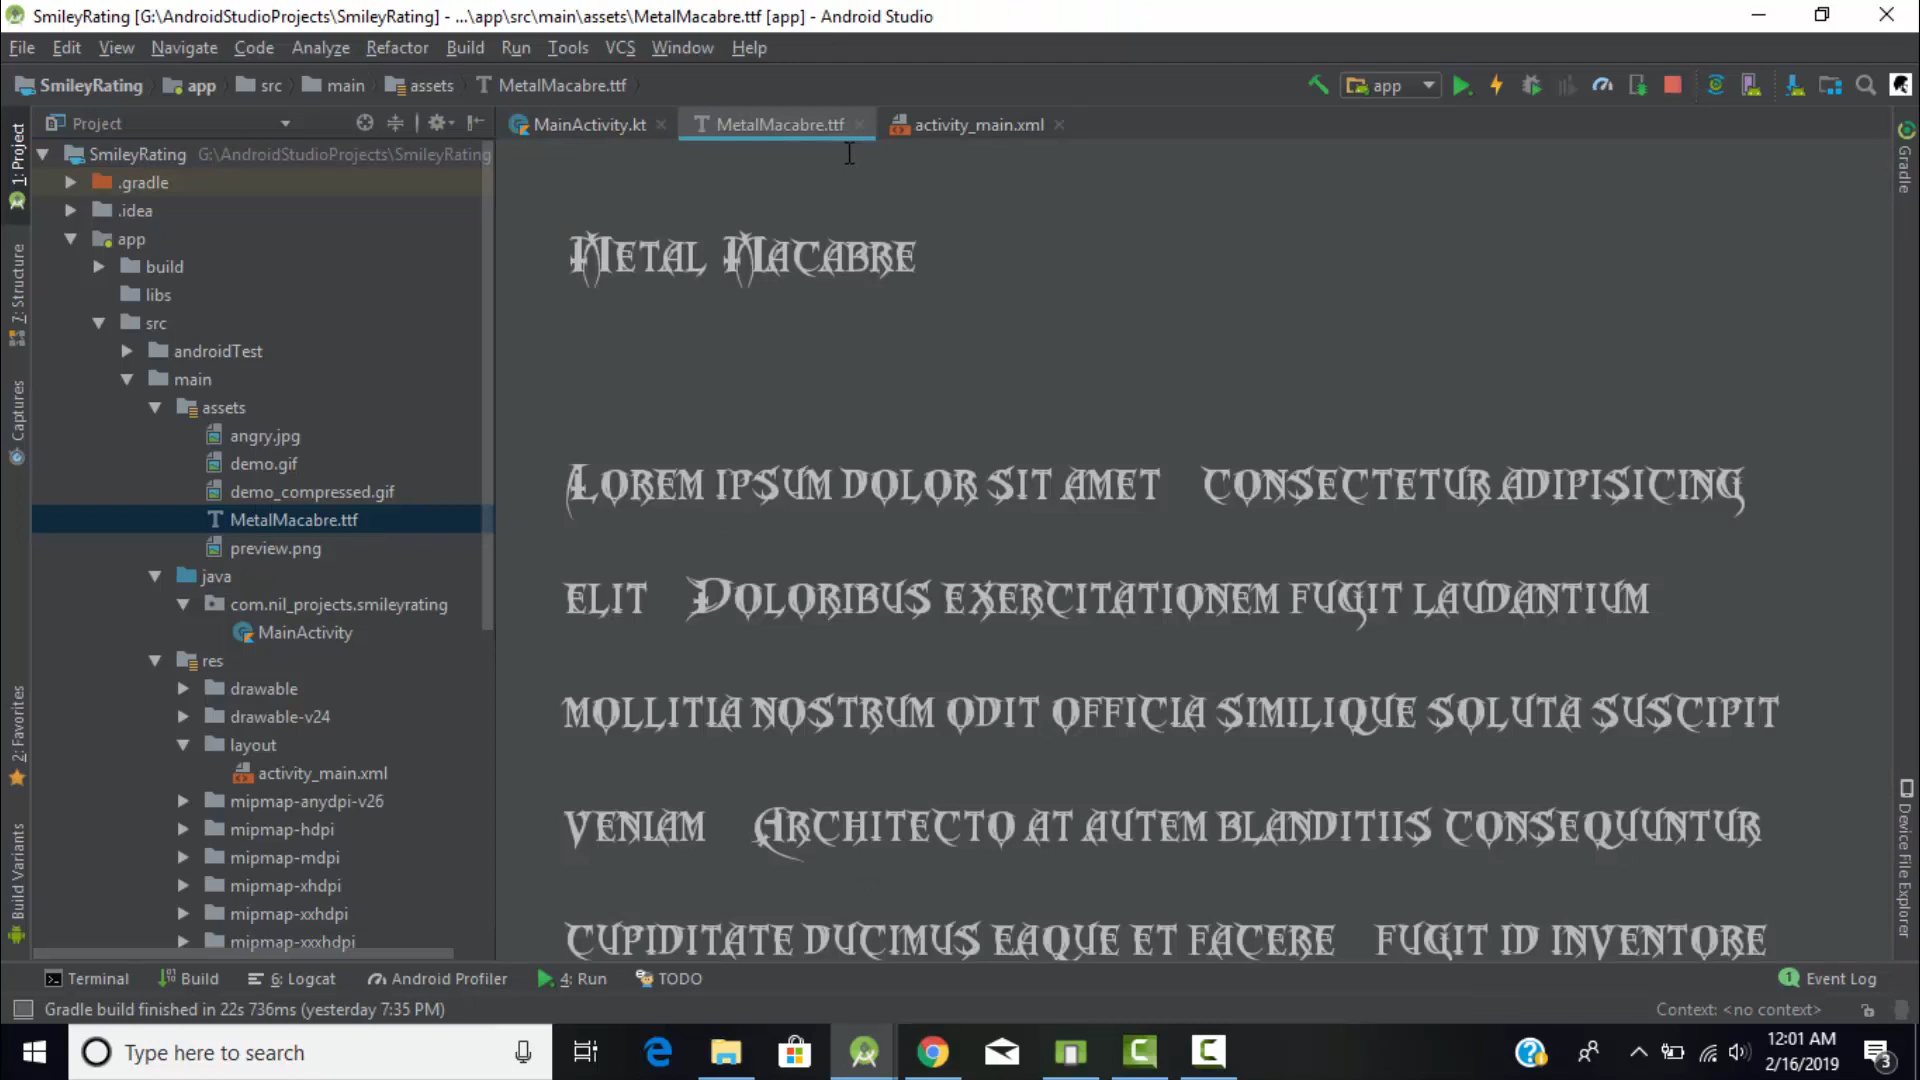 SmileyRating [G:\AndroidStudioProjects\SmileyRating] - ...\app\src\main\assets\MetalMacabre.ttf [app] - Android Studio
File Edit View Navigate Code Analyze Refactor Build Run Tools VCS Window Help
SmileyRating app src main assets MetalMacabre.ttf app
Project MainActivity.kt MetalMacabre.ttf activity_main.xml
1: Project
7: Structure
Captures
2: Favorites
Build Variants
SmileyRating G:\AndroidStudioProjects\SmileyRating
.gradle
.idea
app
build
libs
src
androidTest
main
assets
angry.jpg
demo.gif
demo_compressed.gif
MetalMacabre.ttf
preview.png
java
com.nil_projects.smileyrating
MainActivity
res
drawable
drawable-v24
layout
activity_main.xml
mipmap-anydpi-v26
mipmap-hdpi
mipmap-mdpi
mipmap-xhdpi
mipmap-xxhdpi
mipmap-xxxhdpi
Metal Macabre
Lorem ipsum dolor sit amet consectetur adipisicing
elit Doloribus exercitationem fugit laudantium
mollitia nostrum odit officia similique soluta suscipit
veniam Architecto at autem blanditiis consequuntur
cupiditate ducimus eaque et facere fugit id inventore
Gradle
Device File Explorer
Terminal Build 6: Logcat Android Profiler 4: Run TODO 1 Event Log
Gradle build finished in 22s 736ms (yesterday 7:35 PM) Context: <no context>
Type here to search
12:01 AM
2/16/2019
3